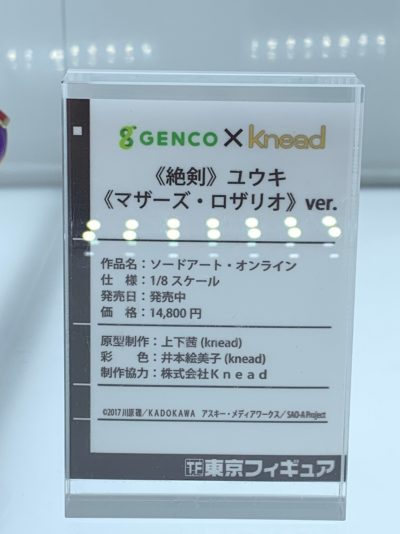 GENCO × Knead
《絶剣》ユウキ
《マザーズ・ロザリオ》ver.
作品名：ソードアート・オンライン
仕　様：1/8 スケール
発売日：発売中
価　格：14,800 円
原型制作：上下茜 (knead)
彩　　色：井本絵美子 (knead)
制作協力：株式会社Ｋｎｅａｄ
©2017 川原 礫／ＫＡＤＯＫＡＷＡ　アスキー・メディアワークス／ SAO-A Project
TF 東京フィギュア